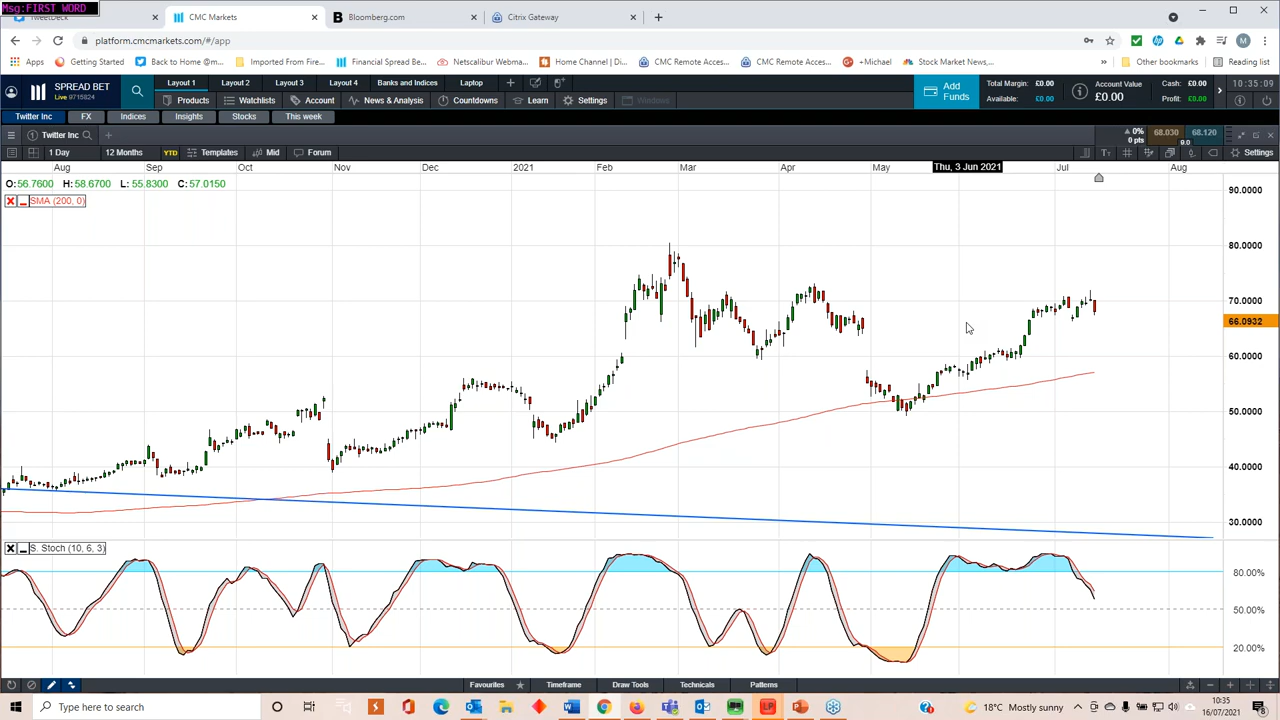 Msg:FIRST WORD
TweetDeck
CMC Markets
Bloomberg.com
Citrix Gateway
platform.cmcmarkets.com/#/app
M
Apps
Getting Started
Back to Home @m...
Imported From Fire...
Financial Spread Be...
Netscalibur Webma...
Home Channel | Di...
CMC Remote Acces...
CMC Remote Acces...
+Michael
Stock Market News,...
»
Other bookmarks
Reading list
SPREAD BET
Live 9715824
Layout 1
Layout 2
Layout 3
Layout 4
Banks and Indices
Laptop
Products
Watchlists
Account
News & Analysis
Countdowns
Learn
Settings
Windows
Add Funds
Total Margin: £0.00
Available: £0.00
Account Value
£0.00
Cash: £0.00
Profit: £0.00
10:35:09
Twitter Inc
FX
Indices
Insights
Stocks
This week
Twitter Inc
0%
0 pts
68.030
68.120
9.0
1 Day
12 Months
YTD
Templates
Mid
Forum
Settings
Aug
Sep
Oct
Nov
Dec
2021
Feb
Mar
Apr
May
Thu, 3 Jun 2021
Jul
Aug
O:56.7600 H: 58.6700 L: 55.8300 C: 57.0150
SMA (200, 0)
90.0000
80.0000
70.0000
66.0932
60.0000
50.0000
40.0000
30.0000
S. Stoch (10, 6, 3)
80.00%
50.00%
20.00%
Favourites
Timeframe
Draw Tools
Technicals
Patterns
Type here to search
18°C Mostly sunny
10:35
16/07/2021